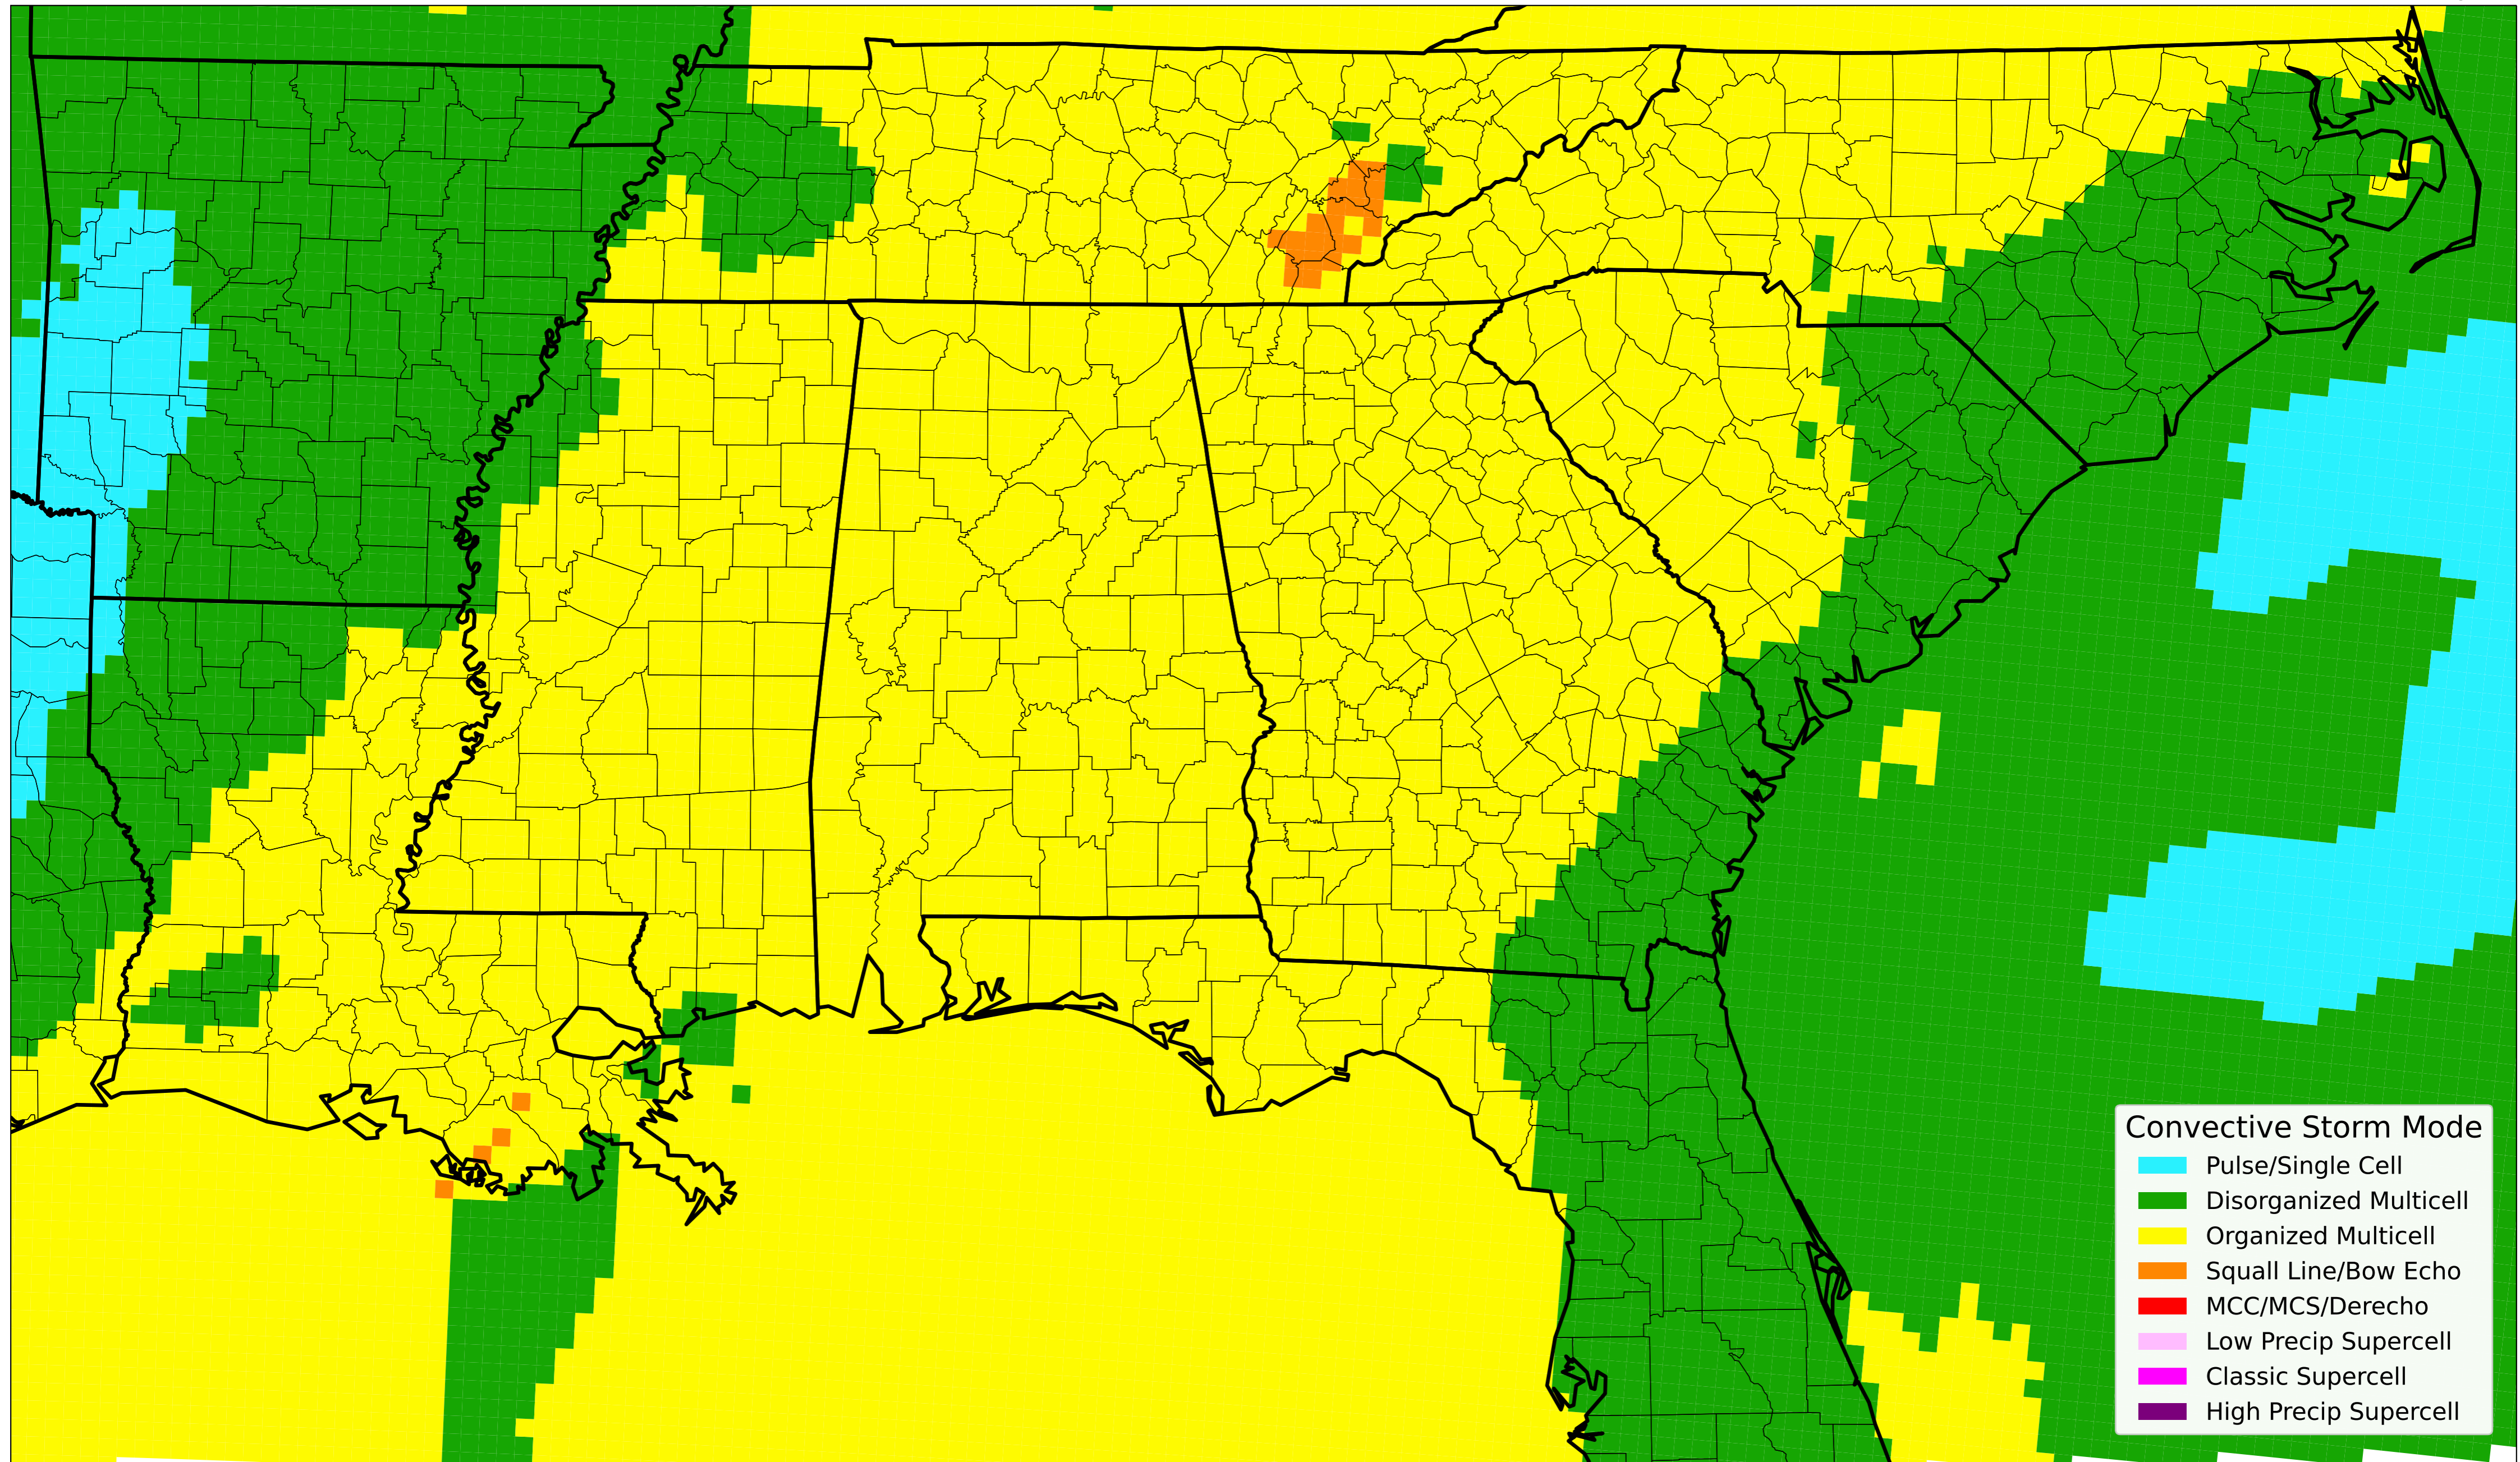 Convective Storm Mode
Pulse/Single Cell
Disorganized Multicell
Organized Multicell
Squall Line/Bow Echo
MCC/MCS/Derecho
Low Precip Supercell
Classic Supercell
High Precip Supercell